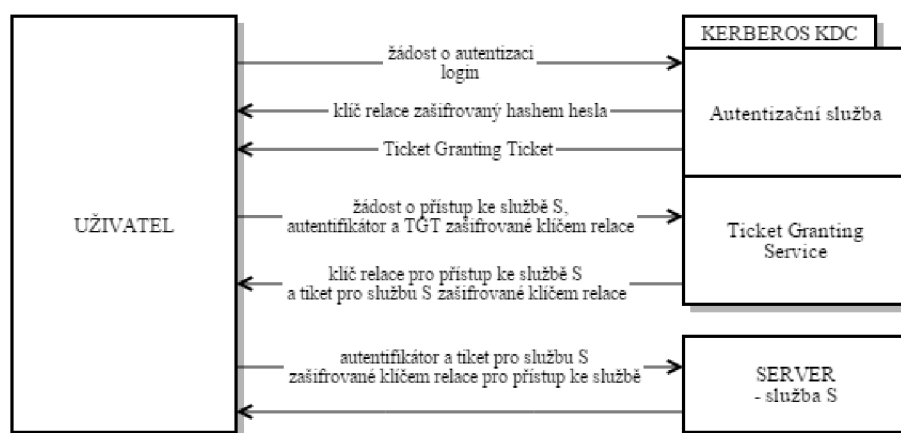 KERBEROS KDC
žádost o autentizaci
login
klíč relace zašifrovaný hashem hesla
Autentizační služba
Ticket Granting Ticket
UŽIVATEL
žádost o přístup ke službě S,
autentifikátor a TGT zašifrované klíčem relace
Ticket Granting
Service
klíč relace pro přístup ke službě S
a tiket pro službu S zašifrované klíčem relace
autentifikátor a tiket pro službu S
zašifrované klíčem relace pro přístup ke službě
SERVER
- služba S